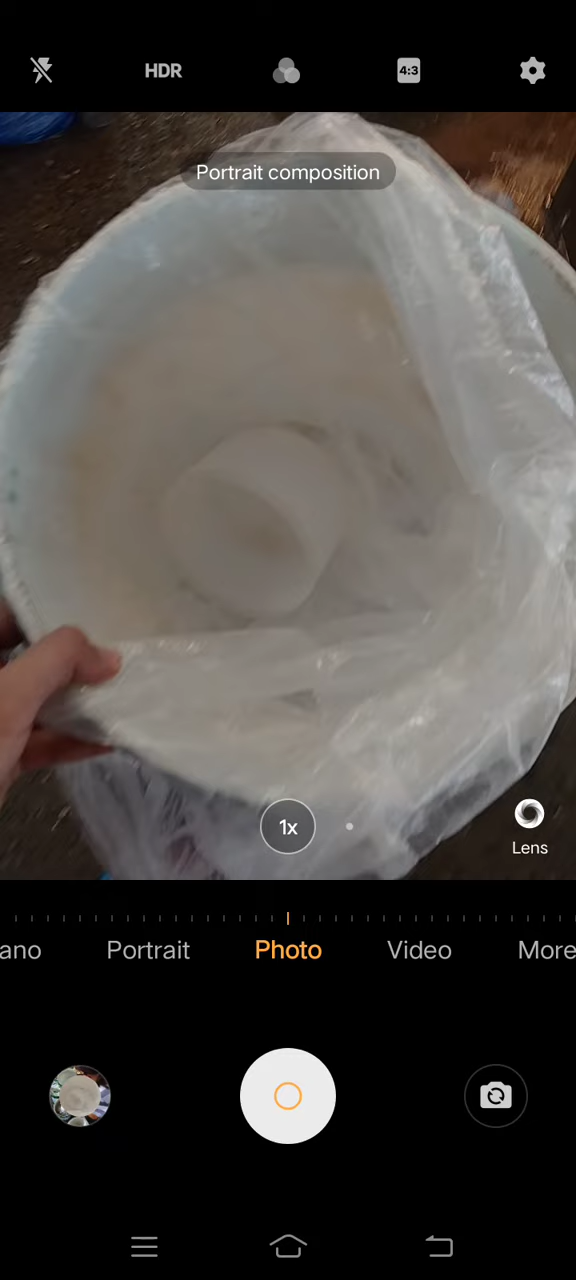 HDR
4:3
Portrait composition
1x
Lens
ano Portrait Photo Video More